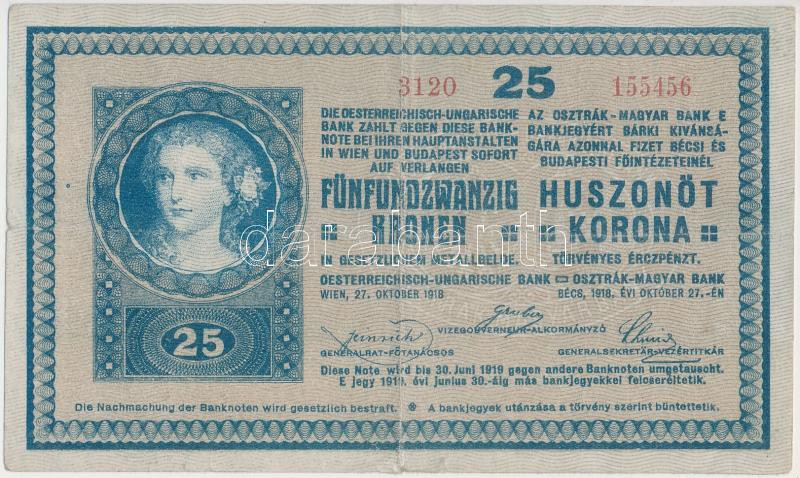 3120 25 155456
DIE OESTERREICHISCH-UNGARISCHE
BANK ZAHLT GEGEN DIESE BANK-
NOTE BEI IHREN HAUPTANSTALTEN
IN WIEN UND BUDAPEST SOFORT
AUF VERLANGEN
FÜNFUNDZWANZIG
KRONEN
IN GESETZLICHEM METALLGELDE.
OESTERREICHISCH-UNGARISCHE BANK
WIEN, 27. OKTOBER 1918
AZ OSZTRÁK-MAGYAR BANK E
BANKJEGYÉRT BÁRKI KIVÁNSÁ-
GÁRA AZONNAL FIZET BÉCSI ÉS
BUDAPESTI FŐINTÉZETEINÉL
HUSZONÖT
KORONA
TÖRVÉNYES ÉRCZPÉNZT.
OSZTRÁK-MAGYAR BANK
BÉCS, 1918. ÉVI OKTÓBER 27.-ÉN
darabanth
25
Gruber
VIZEGOUVERNEUR-ALKORMÁNYZÓ
GENERALRAT-FŐTANÁCSOS
GENERALSEKRETÄR-VEZÉRTITKÁR
Diese Note wird bis 30. Juni 1919 gegen andere Banknoten umgetauscht.
E jegy 1919. évi junius 30.-áig más bankjegyekkel felcseréltetik.
Die Nachmachung der Banknoten wird gesetzlich bestraft. A bankjegyek utánzása a törvény szerint büntettetik.